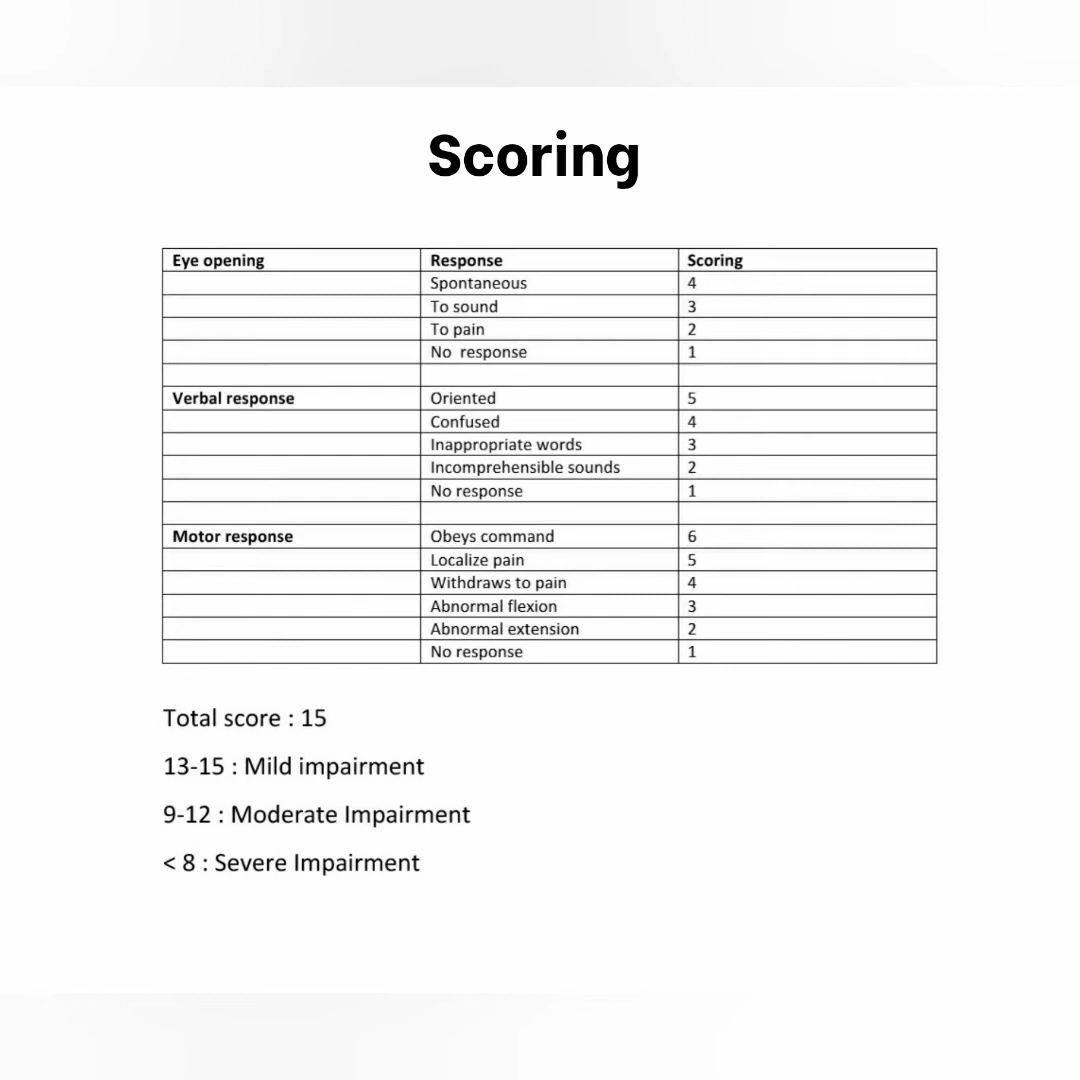 Scoring
Eye opening Response Scoring
Spontaneous 4
To sound 3
To pain 2
No response 1
Verbal response Oriented 5
Confused 4
Inappropriate words 3
Incomprehensible sounds 2
No response 1
Motor response Obeys command 6
Localize pain 5
Withdraws to pain 4
Abnormal flexion 3
Abnormal extension 2
No response 1
Total score : 15
13-15 : Mild impairment
9-12 : Moderate Impairment
< 8 : Severe Impairment